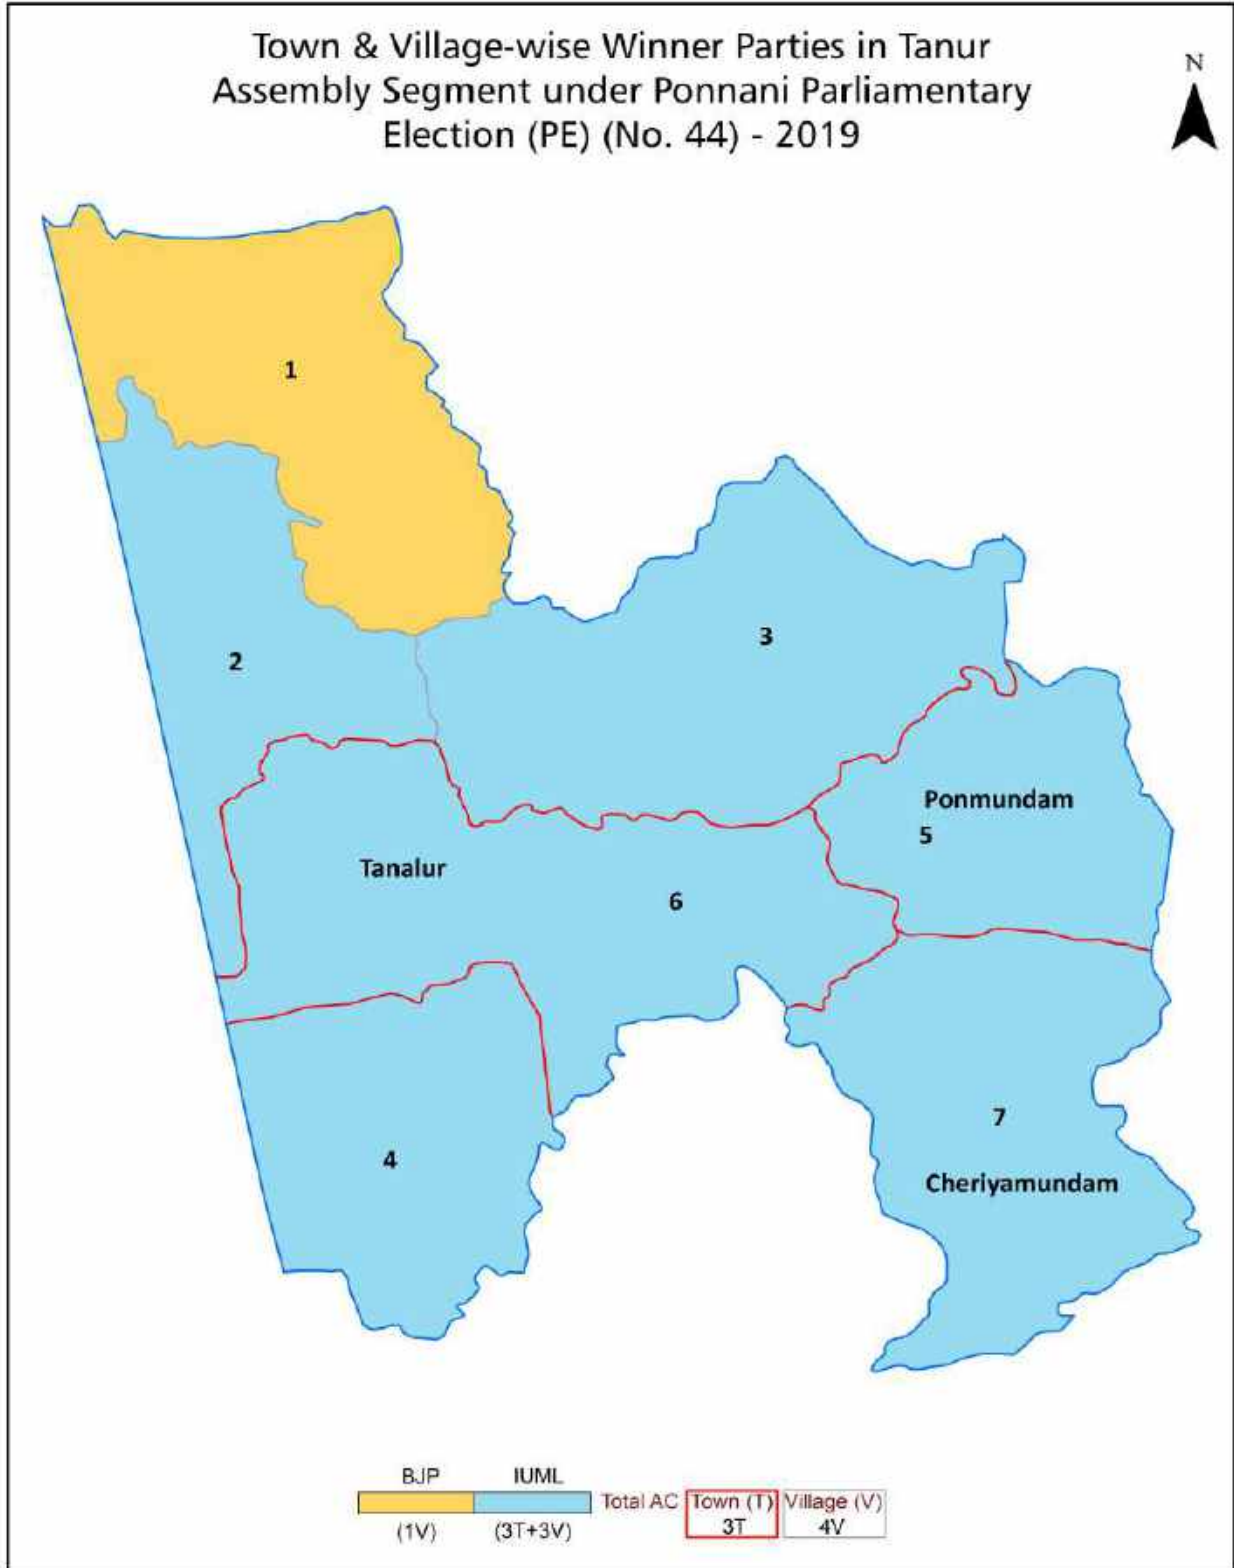 Town & Village-wise Winner Parties in Tanur
Assembly Segment under Ponnani Parliamentary
Election (PE) (No. 44) - 2019
N
1
2
3
Ponmundam
5
Tanalur
6
7
4
Cheriyamundam
BJP IUML
Total AC Town (T) Village (V)
(1V) (3T+3V) 3T 4V